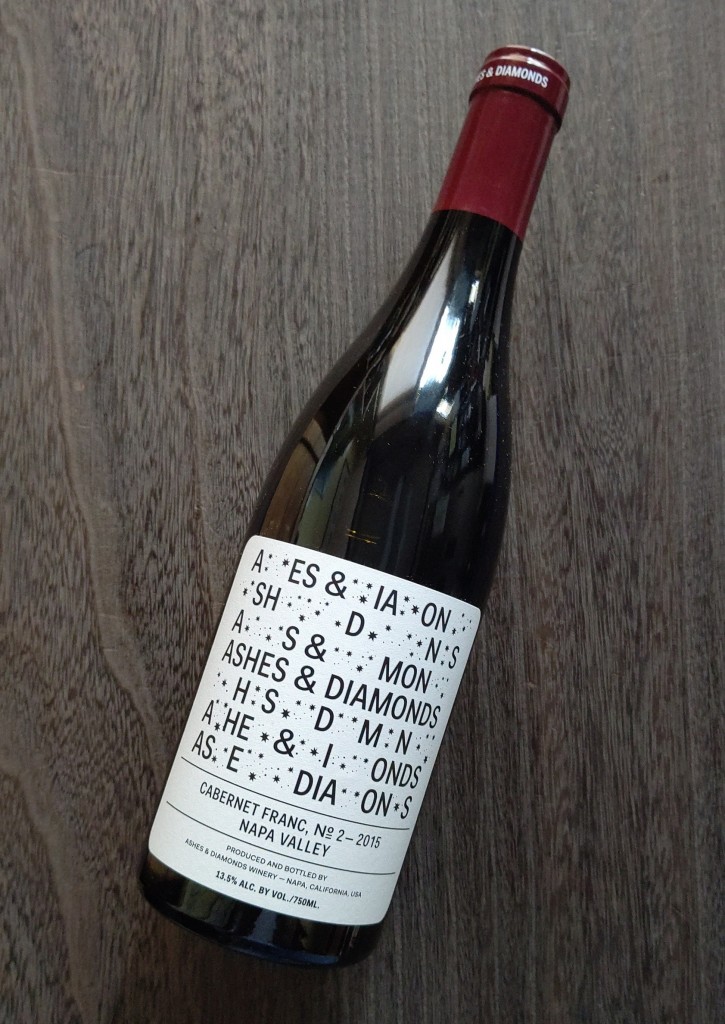 ES & DIAMONDS
A ES & IA ON
SH D N S
A S & MON
ASHES & DIAMONDS
H S D M N
A HE & I ONDS
AS E DIA ON S
CABERNET FRANC, Nº 2 – 2015
NAPA VALLEY
PRODUCED AND BOTTLED BY
ASHES & DIAMONDS WINERY — NAPA, CALIFORNIA, USA
13.5% ALC. BY VOL./750ML.